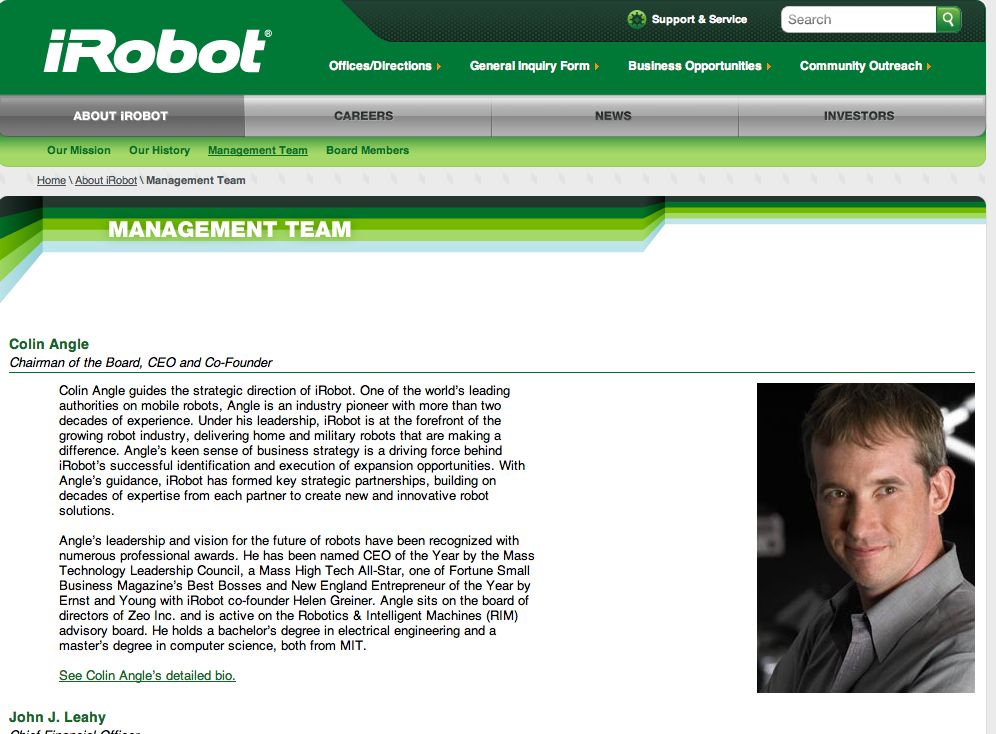 iRobot®
Support & Service
Search
Offices/Directions
General Inquiry Form
Business Opportunities
Community Outreach
ABOUT iROBOT
CAREERS
NEWS
INVESTORS
Our Mission
Our History
Management Team
Board Members
Home \ About iRobot \ Management Team
MANAGEMENT TEAM
Colin Angle
Chairman of the Board, CEO and Co-Founder
Colin Angle guides the strategic direction of iRobot. One of the world's leading
authorities on mobile robots, Angle is an industry pioneer with more than two
decades of experience. Under his leadership, iRobot is at the forefront of the
growing robot industry, delivering home and military robots that are making a
difference. Angle's keen sense of business strategy is a driving force behind
iRobot's successful identification and execution of expansion opportunities. With
Angle's guidance, iRobot has formed key strategic partnerships, building on
decades of expertise from each partner to create new and innovative robot
solutions.
Angle's leadership and vision for the future of robots have been recognized with
numerous professional awards. He has been named CEO of the Year by the Mass
Technology Leadership Council, a Mass High Tech All-Star, one of Fortune Small
Business Magazine's Best Bosses and New England Entrepreneur of the Year by
Ernst and Young with iRobot co-founder Helen Greiner. Angle sits on the board of
directors of Zeo Inc. and is active on the Robotics & Intelligent Machines (RIM)
advisory board. He holds a bachelor's degree in electrical engineering and a
master's degree in computer science, both from MIT.
See Colin Angle's detailed bio.
John J. Leahy
Chief Financial Officer